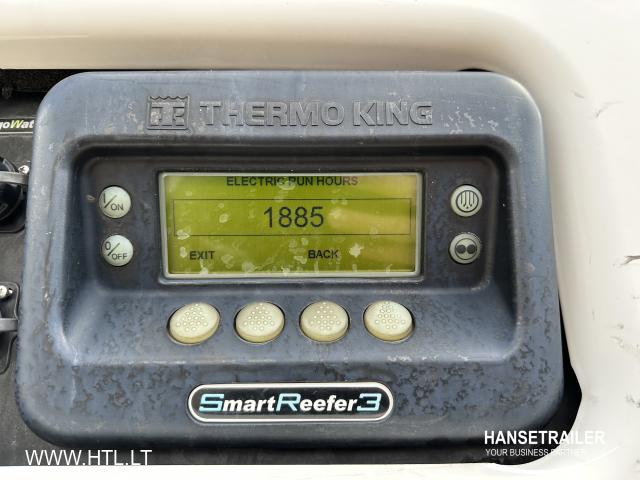 THERMO KING
ELECTRIC RUN HOURS
1885
EXIT BACK
I/ON
O/OFF
SmartReefer3
HANSETRAILER
YOUR BUSINESS PARTNER
WWW.HTL.LT